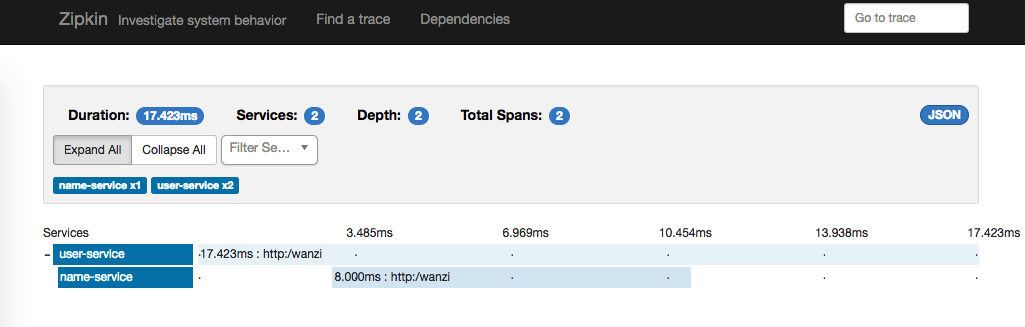 Zipkin Investigate system behavior Find a trace Dependencies Go to trace
Duration: 17.423ms Services: 2 Depth: 2 Total Spans: 2 JSON
Expand All Collapse All Filter Se...
name-service x1 user-service x2
Services 3.485ms 6.969ms 10.454ms 13.938ms 17.423ms
- user-service ·17.423ms : http:/wanzi . . . . .
name-service . 8.000ms : http:/wanzi . . . .